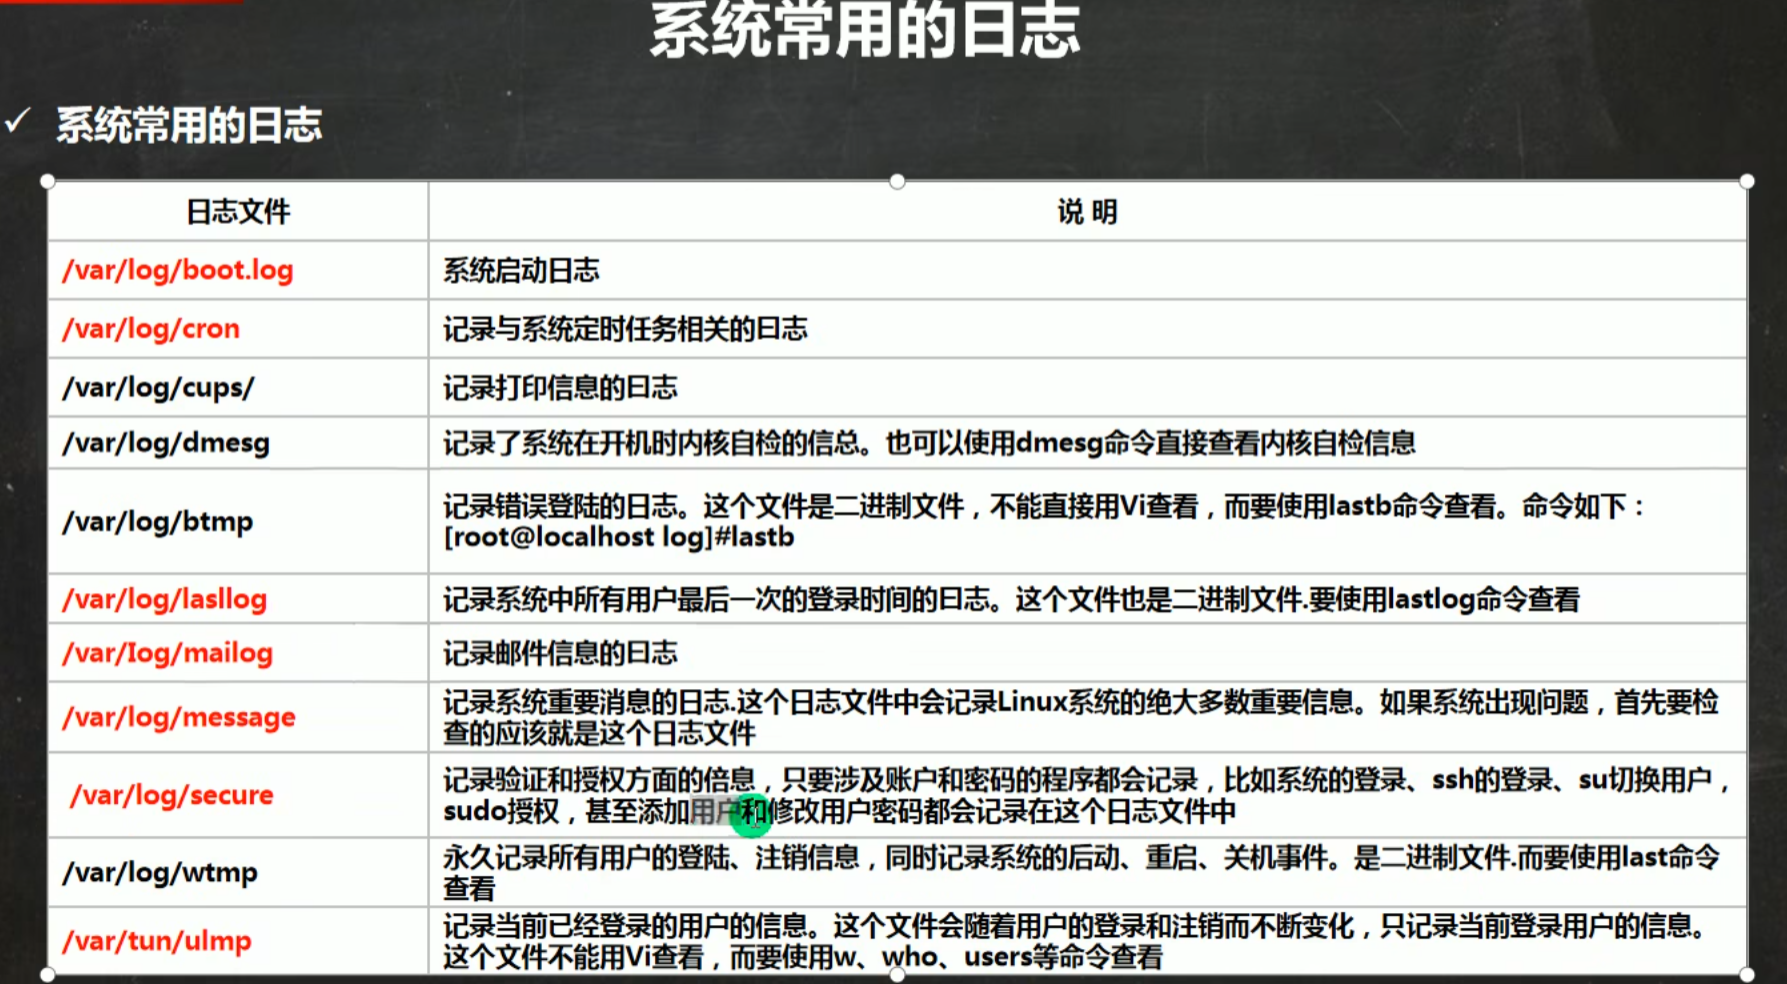 系统常用的日志
系统常用的日志
日志文件
说 明
/var/log/boot.log
系统启动日志
/var/log/cron
记录与系统定时任务相关的日志
/var/log/cups/
记录打印信息的曰志
/var/log/dmesg
记录了系统在开机时内核自检的信总。也可以使用dmesg命令直接查看内核自检信息
/var/log/btmp
记录错误登陆的日志。这个文件是二进制文件，不能直接用Vi查看，而要使用lastb命令查看。命令如下：
[root@localhost log]#lastb
/var/log/lasllog
记录系统中所有用户最后一次的登录时间的日志。这个文件也是二进制文件.要使用lastlog命令查看
/var/Iog/mailog
记录邮件信息的曰志
/var/log/message
记录系统重要消息的日志.这个日志文件中会记录Linux系统的绝大多数重要信息。如果系统出现问题，首先要检
查的应该就是这个日志文件
/var/log/secure
记录验证和授权方面的倍息，只要涉及账户和密码的程序都会记录，比如系统的登录、ssh的登录、su切换用户，
sudo授权，甚至添加用户和修改用户密码都会记录在这个日志文件中
/var/log/wtmp
永久记录所有用户的登陆、注销信息，同时记录系统的后动、重启、关机事件。是二进制文件.而要使用last命令
查看
/var/tun/ulmp
记录当前已经登录的用户的信息。这个文件会随着用户的登录和注销而不断变化，只记录当前登录用户的信息。
这个文件不能用Vi查看，而要使用w、who、users等命令查看